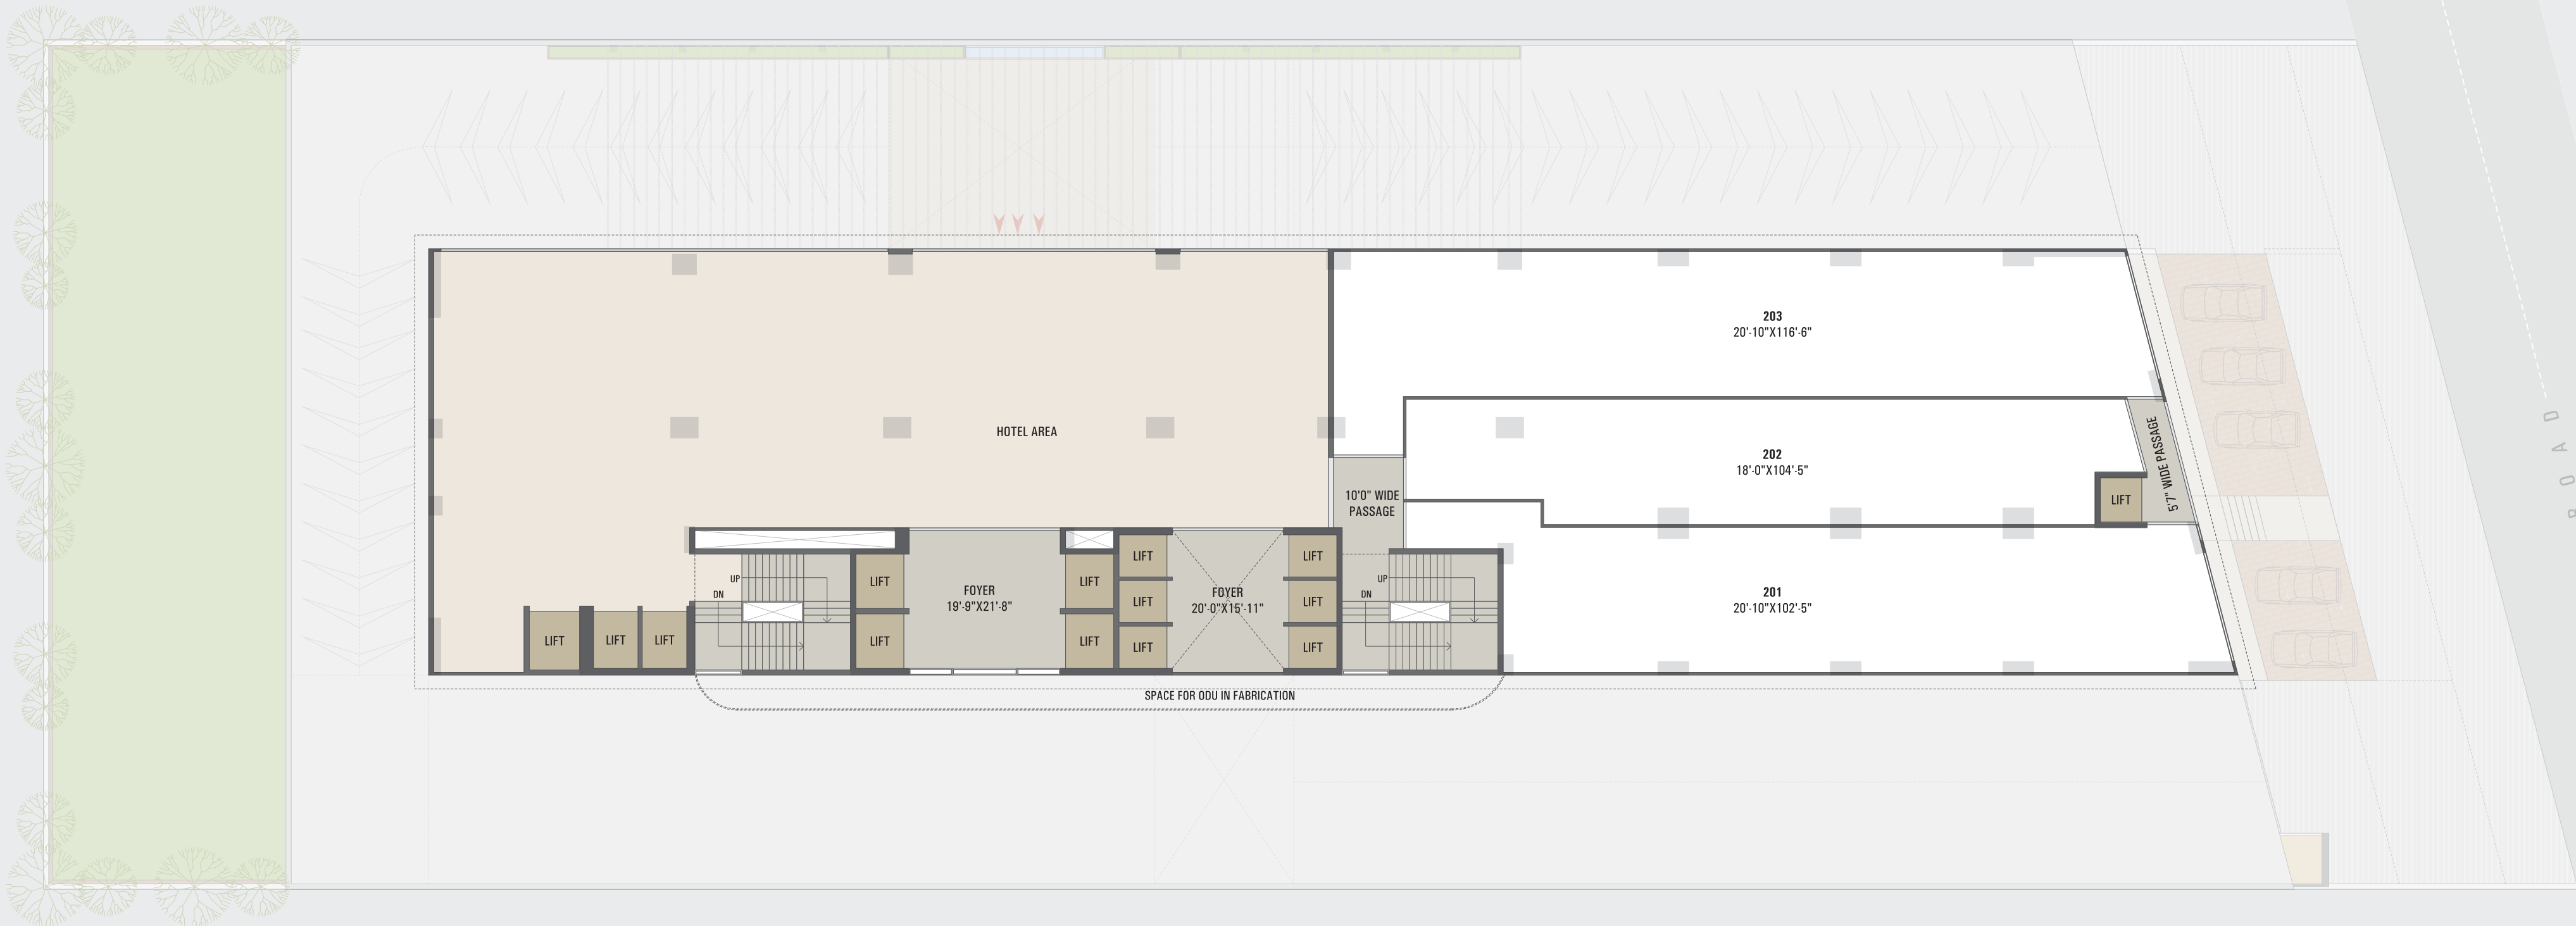 203
20'-10"X116'-6"
HOTEL AREA
202
18'-0"X104'-5"
5'7" WIDE PASSAGE
LIFT
10'0" WIDE
PASSAGE
UP
DN
LIFT
LIFT
LIFT
LIFT
LIFT
FOYER
19'-9"X21'-8"
LIFT
LIFT
LIFT
LIFT
LIFT
FOYER
20'-0"X15'-11"
LIFT
LIFT
LIFT
UP
DN
201
20'-10"X102'-5"
SPACE FOR ODU IN FABRICATION
ROAD